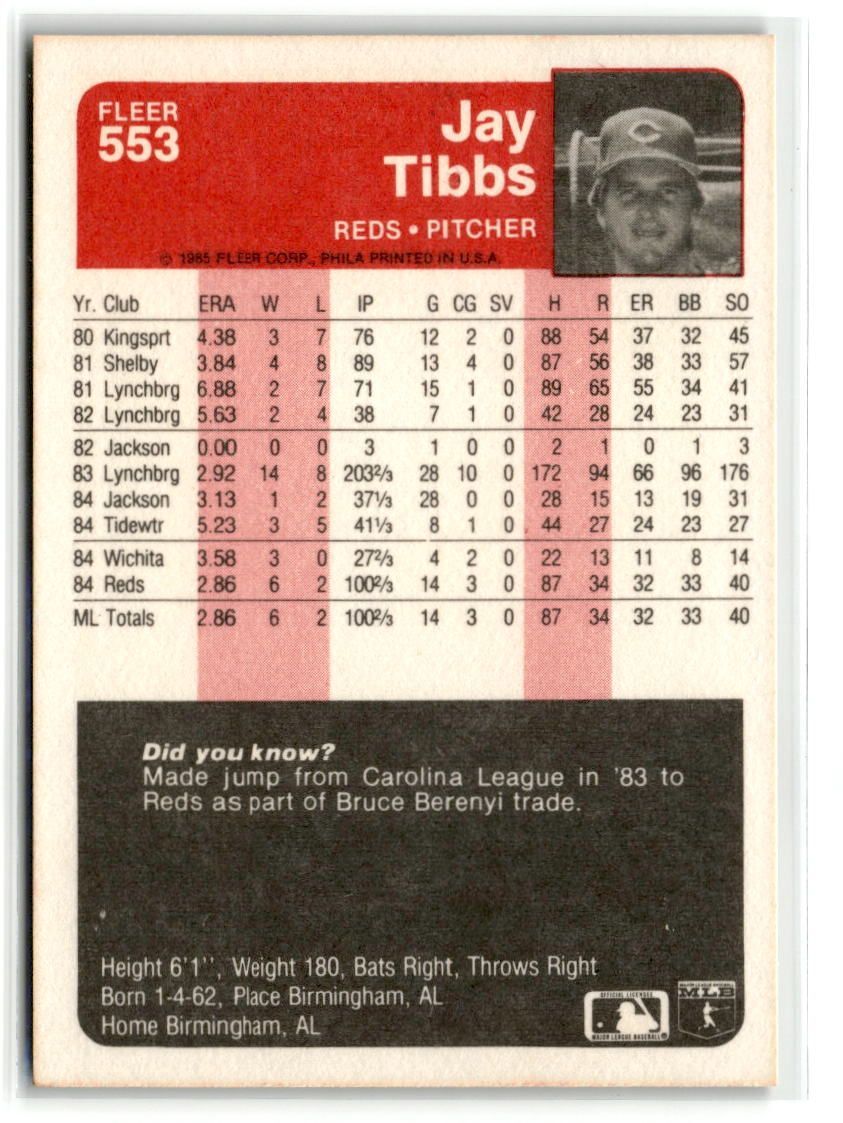 FLEER
553
Jay
Tibbs
REDS • PITCHER
© 1985 FLEER CORP., PHILA PRINTED IN U.S.A.
Yr. Club ERA W L IP G CG SV H R ER BB SO
80 Kingsprt 4.38 3 7 76 12 2 0 88 54 37 32 45
81 Shelby 3.84 4 8 89 13 4 0 87 56 38 33 57
81 Lynchbrg 6.88 2 7 71 15 1 0 89 65 55 34 41
82 Lynchbrg 5.63 2 4 38 7 1 0 42 28 24 23 31
82 Jackson 0.00 0 0 3 1 0 0 2 1 0 1 3
83 Lynchbrg 2.92 14 8 203⅔ 28 10 0 172 94 66 96 176
84 Jackson 3.13 1 2 37⅓ 28 0 0 28 15 13 19 31
84 Tidewtr 5.23 3 5 41⅓ 8 1 0 44 27 24 23 27
84 Wichita 3.58 3 0 27⅔ 4 2 0 22 13 11 8 14
84 Reds 2.86 6 2 100⅔ 14 3 0 87 34 32 33 40
ML Totals 2.86 6 2 100⅔ 14 3 0 87 34 32 33 40
Did you know?
Made jump from Carolina League in '83 to
Reds as part of Bruce Berenyi trade.
Height 6'1'', Weight 180, Bats Right, Throws Right
Born 1-4-62, Place Birmingham, AL
Home Birmingham, AL
OFFICIAL LICENSEE
MAJOR LEAGUE BASEBALL®
MAJOR LEAGUE BASEBALL
MLB